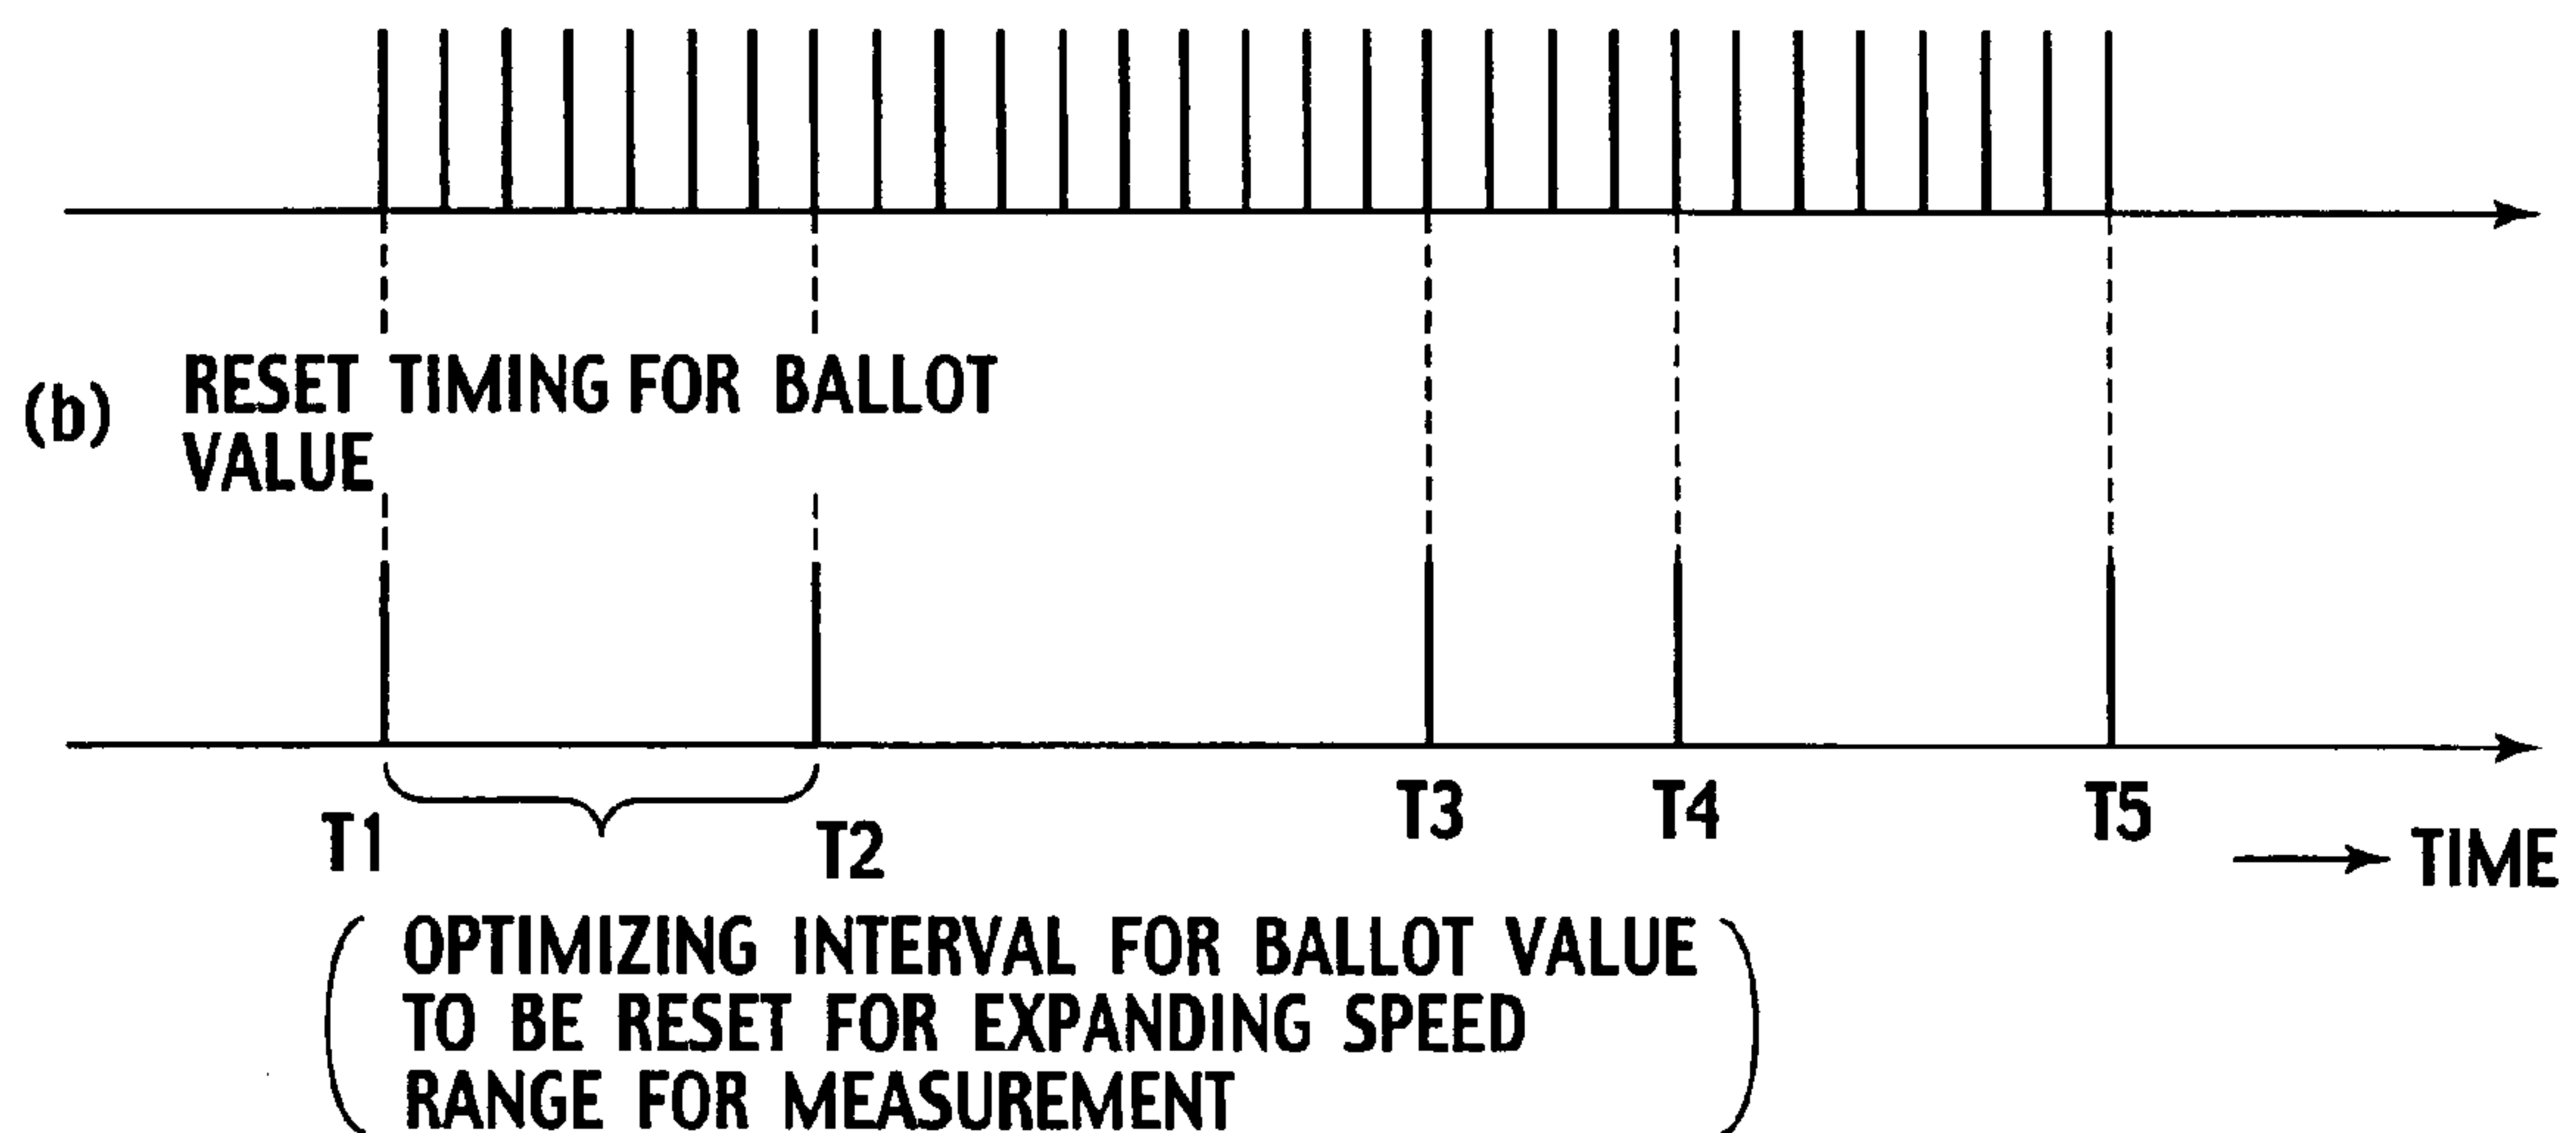 (b) RESET TIMING FOR BALLOT
VALUE
T1 T2 T3 T4 T5
TIME
OPTIMIZING INTERVAL FOR BALLOT VALUE
TO BE RESET FOR EXPANDING SPEED
RANGE FOR MEASUREMENT